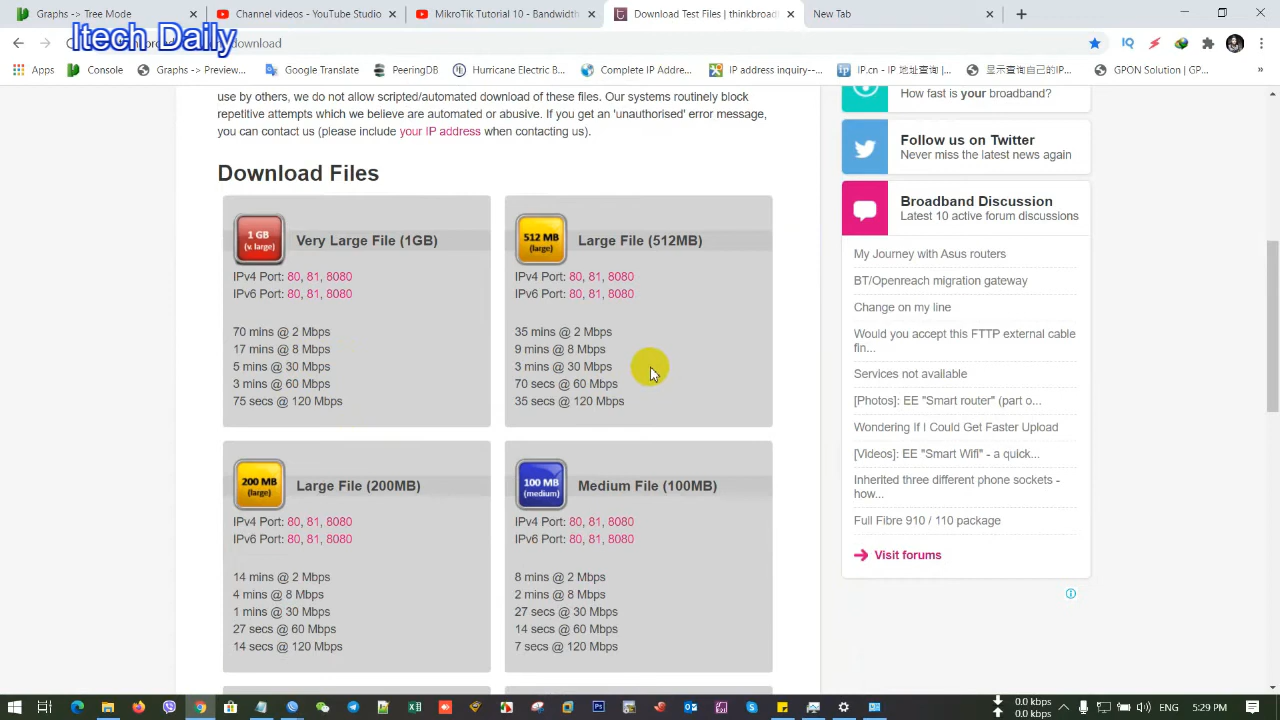 Graphs -> Tree Mode
Channel videos - YouTube Studio
MikroTik Tutorial 10 - Bandwidth
Download Test Files | thinkbroadb
New Tab
Itech Daily
download
Apps
Console
Graphs -> Preview...
Google Translate
PeeringDB
Hurricane Electric B...
Complete IP Addre...
IP address inquiry--...
IP.cn - IP 地址查询 |...
显示查询自己的IP...
GPON Solution | GP...
use by others, we do not allow scripted/automated download of these files. Our systems routinely block
repetitive attempts which we believe are automated or abusive. If you get an 'unauthorised' error message,
you can contact us (please include your IP address when contacting us).
Download Files
1 GB
(v. large)
Very Large File (1GB)
IPv4 Port: 80, 81, 8080
IPv6 Port: 80, 81, 8080
70 mins @ 2 Mbps
17 mins @ 8 Mbps
5 mins @ 30 Mbps
3 mins @ 60 Mbps
75 secs @ 120 Mbps
512 MB
(large)
Large File (512MB)
IPv4 Port: 80, 81, 8080
IPv6 Port: 80, 81, 8080
35 mins @ 2 Mbps
9 mins @ 8 Mbps
3 mins @ 30 Mbps
70 secs @ 60 Mbps
35 secs @ 120 Mbps
200 MB
(large)
Large File (200MB)
IPv4 Port: 80, 81, 8080
IPv6 Port: 80, 81, 8080
14 mins @ 2 Mbps
4 mins @ 8 Mbps
1 mins @ 30 Mbps
27 secs @ 60 Mbps
14 secs @ 120 Mbps
100 MB
(medium)
Medium File (100MB)
IPv4 Port: 80, 81, 8080
IPv6 Port: 80, 81, 8080
8 mins @ 2 Mbps
2 mins @ 8 Mbps
27 secs @ 30 Mbps
14 secs @ 60 Mbps
7 secs @ 120 Mbps
How fast is your broadband?
Follow us on Twitter
Never miss the latest news again
Broadband Discussion
Latest 10 active forum discussions
My Journey with Asus routers
BT/Openreach migration gateway
Change on my line
Would you accept this FTTP external cable
fin...
Services not available
[Photos]: EE "Smart router" (part o...
Wondering If I Could Get Faster Upload
[Videos]: EE "Smart Wifi" - a quick...
Inherited three different phone sockets -
how...
Full Fibre 910 / 110 package
Visit forums
0.0 kbps
0.0 kbps
5:29 PM